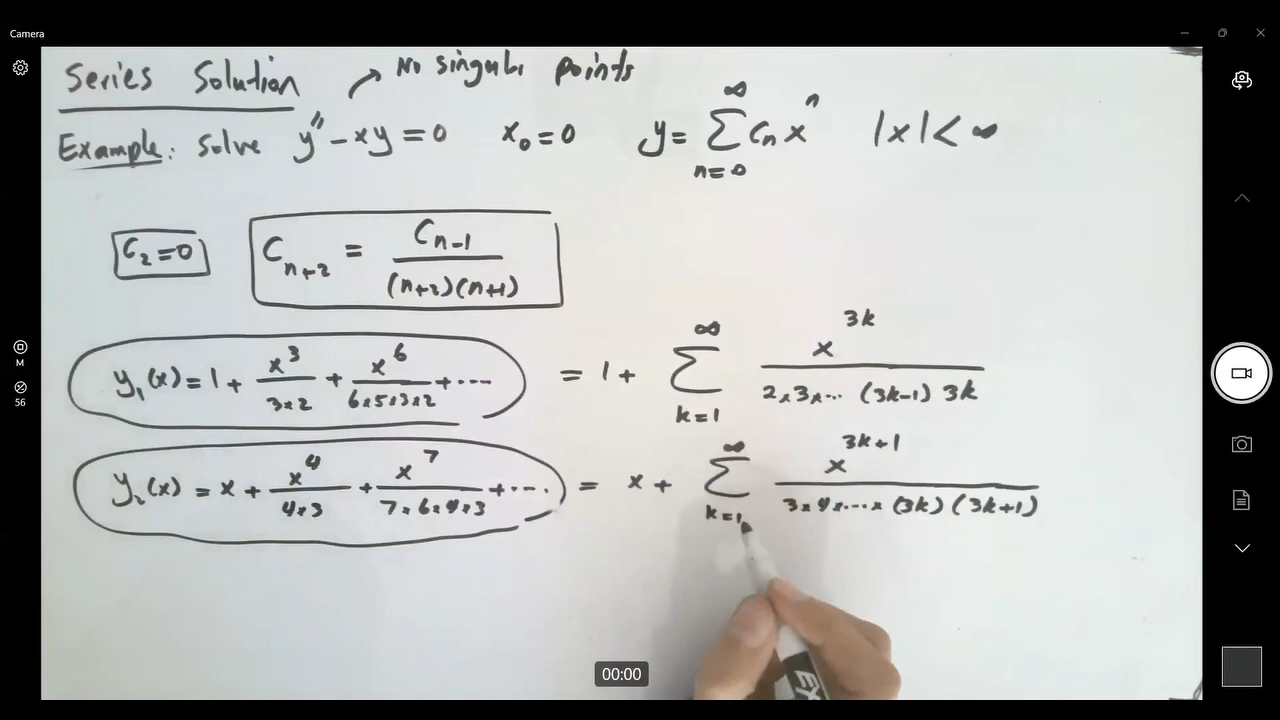 Camera
Series Solution → No singular points
Example: solve y'' - xy = 0 x₀ = 0 y = ∑_{n=0}^{∞} cₙ xⁿ |x| < ∞
C₂ = 0 C_{n+2} = C_{n-1} / (n+2)(n+1)
y₁(x) = 1 + x³/(3×2) + x⁶/(6×5×3×2) + ... = 1 + ∑_{k=1}^{∞} x^{3k} / (2×3×... (3k-1) 3k)
y₂(x) = x + x⁴/(4×3) + x⁷/(7×6×4×3) + ... = x + ∑_{k=1}^{∞} x^{3k+1} / (3×4×...×(3k)(3k+1))
M
56
00:00
EX